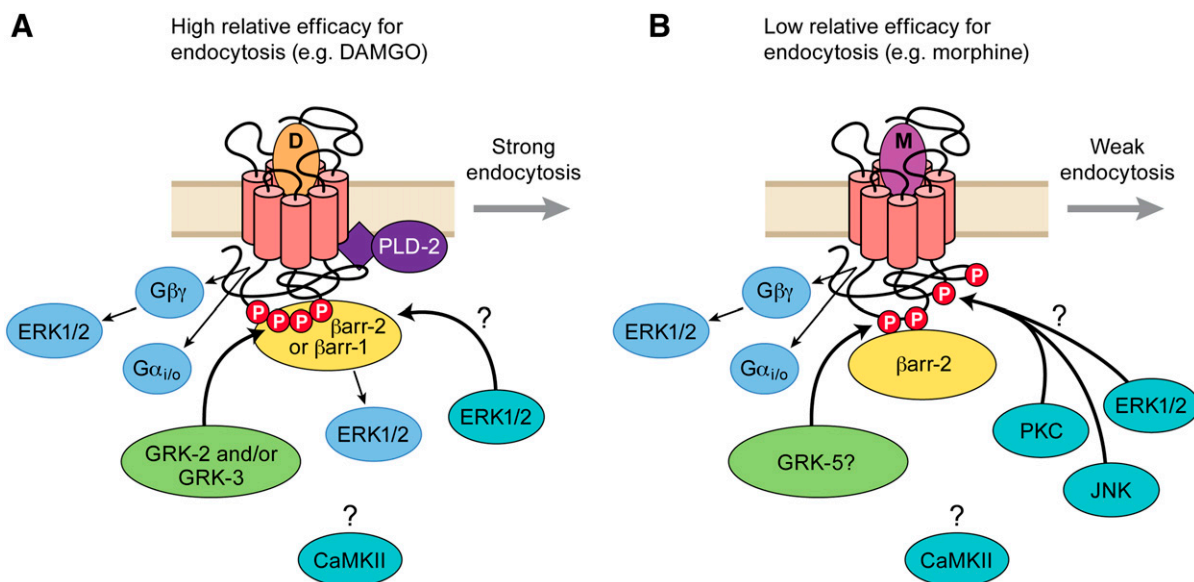 A
High relative efficacy for
endocytosis (e.g. DAMGO)
D
Strong
endocytosis
PLD-2
Gβγ
ERK1/2
Gαi/o
P
P
P
P
βarr-2
or βarr-1
?
ERK1/2
ERK1/2
GRK-2 and/or
GRK-3
?
CaMKII
B
Low relative efficacy for
endocytosis (e.g. morphine)
M
Weak
endocytosis
Gβγ
ERK1/2
Gαi/o
P
P
P
P
βarr-2
?
ERK1/2
PKC
JNK
GRK-5?
?
CaMKII